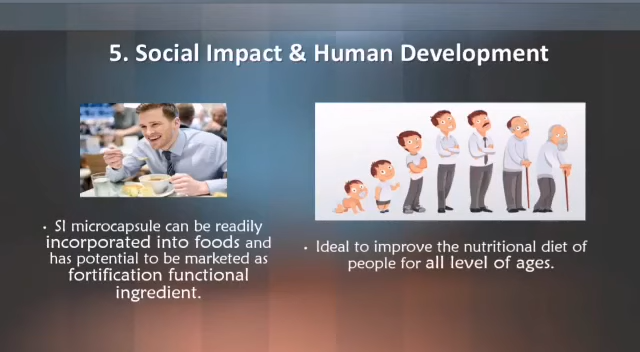 5. Social Impact & Human Development
• SI microcapsule can be readily
incorporated into foods and
has potential to be marketed as
fortification functional
ingredient.
• Ideal to improve the nutritional diet of
people for all level of ages.